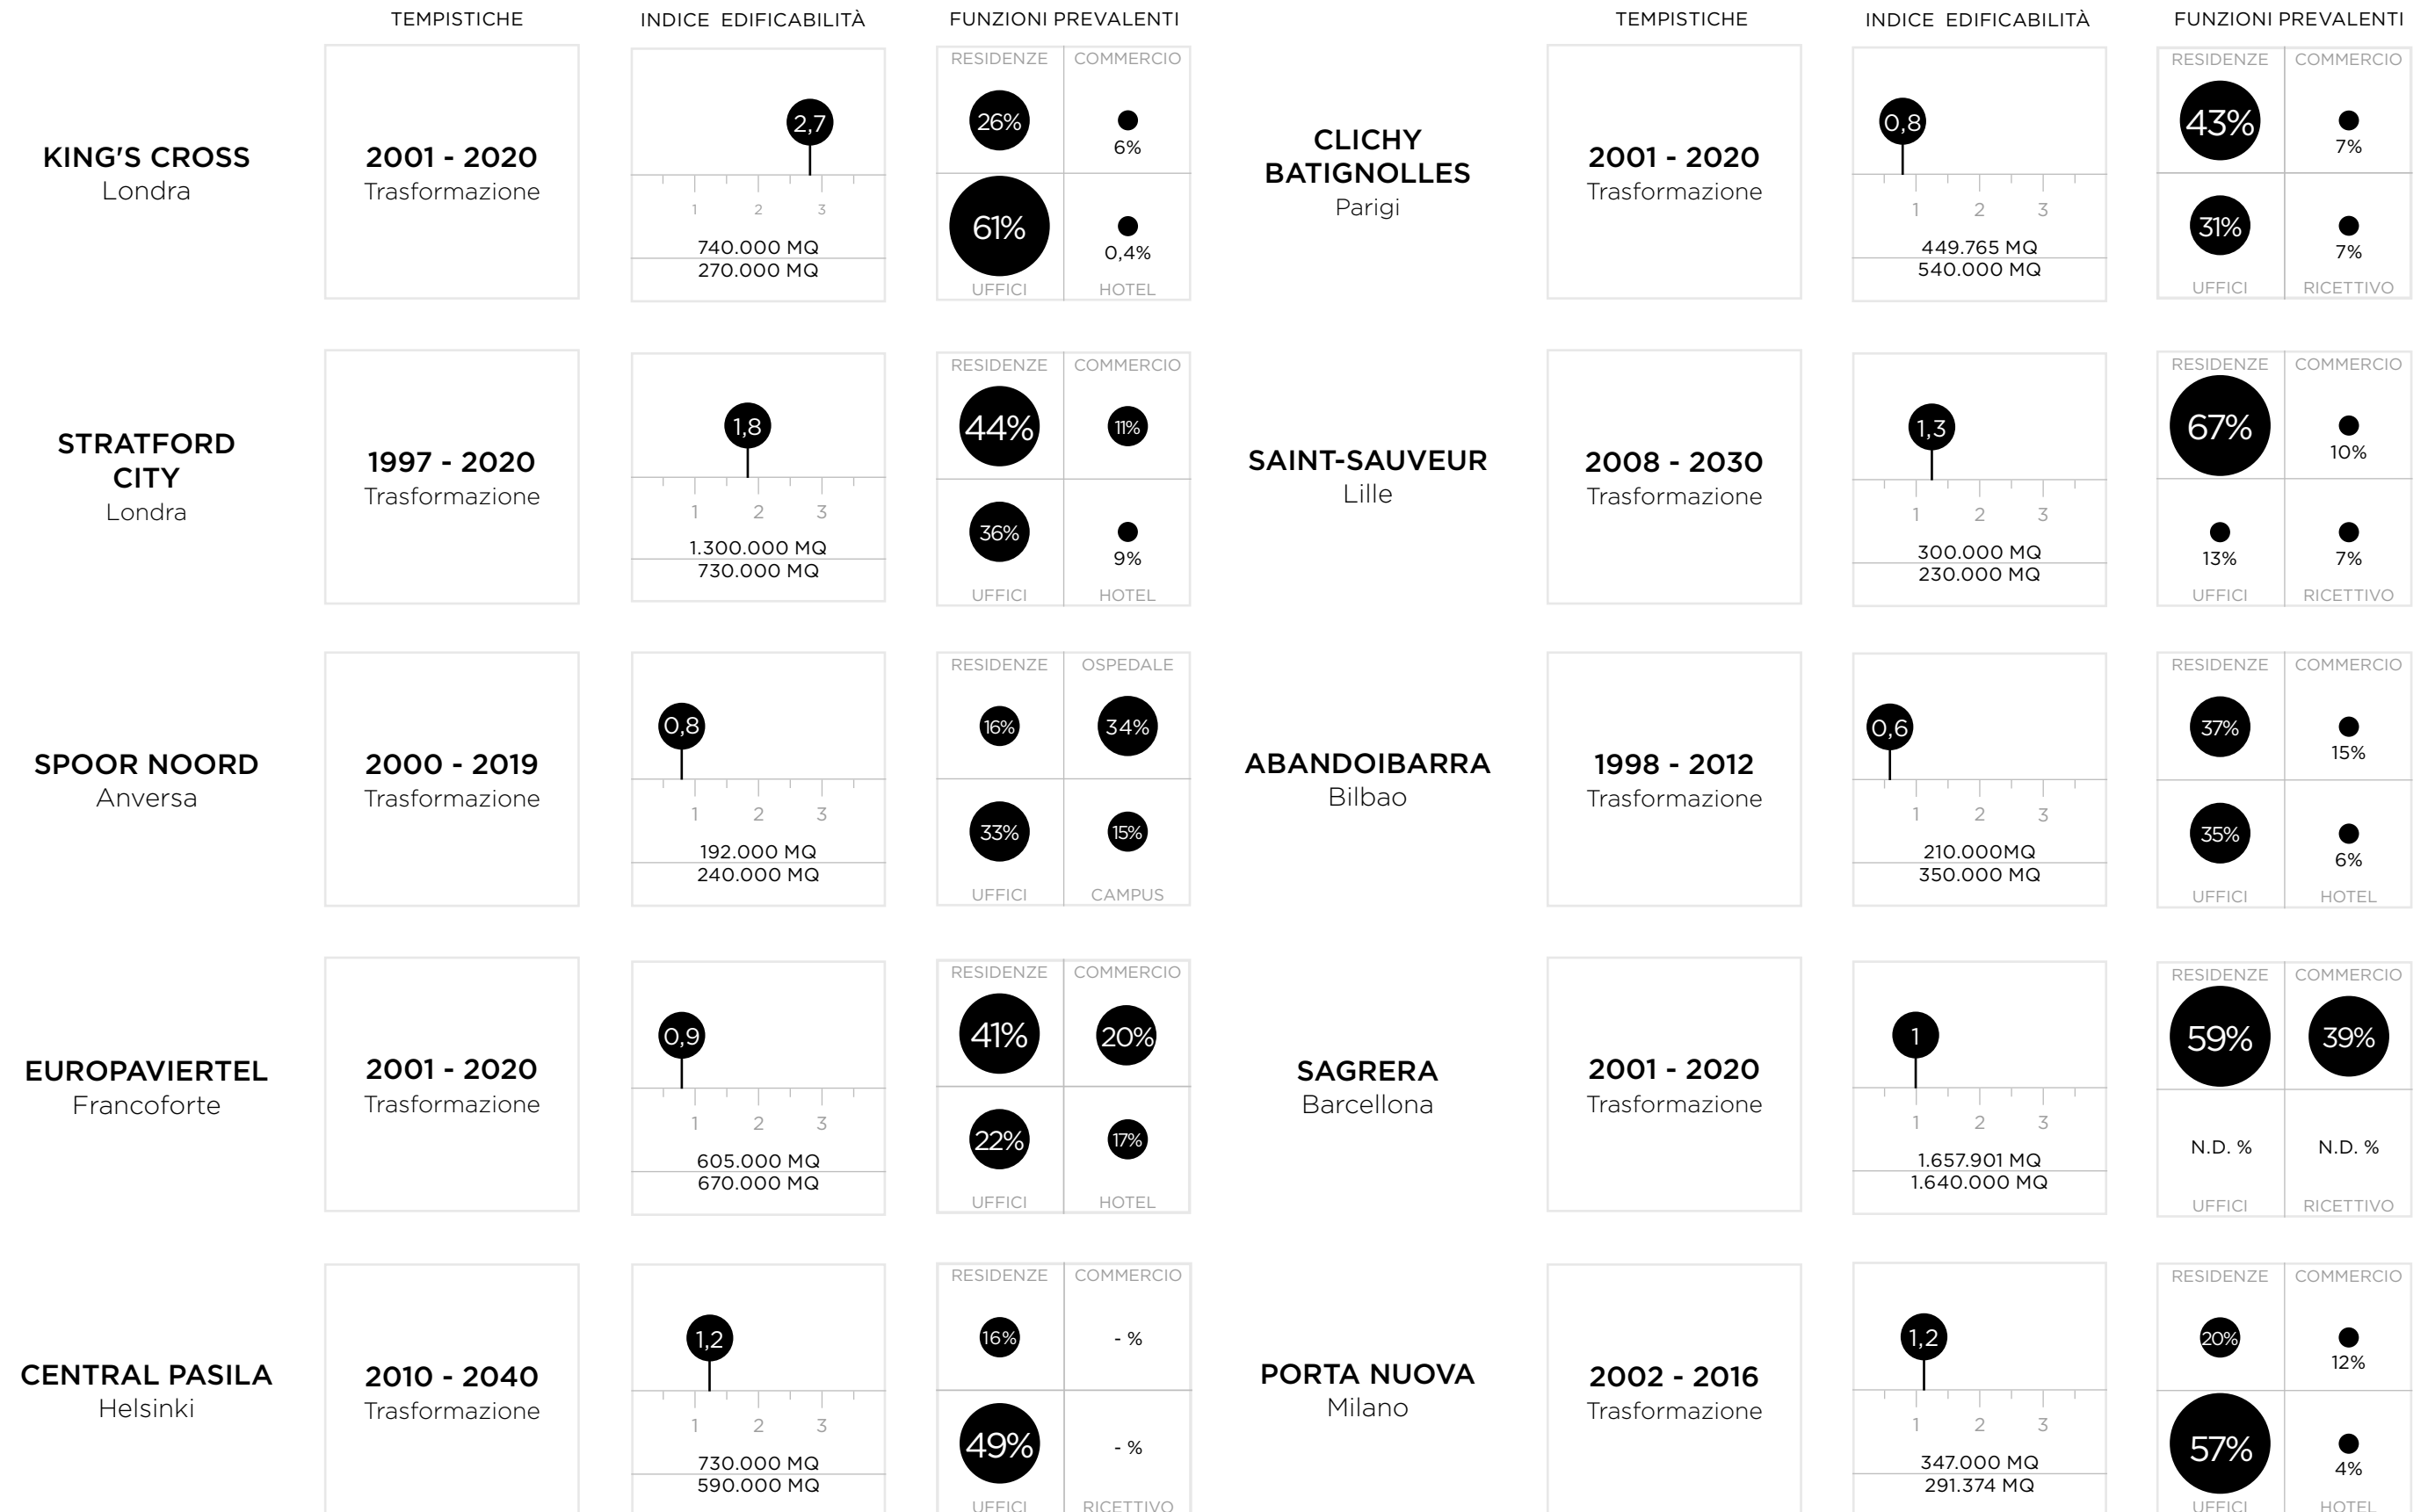 TEMPISTICHE
INDICE EDIFICABILITÀ
FUNZIONI PREVALENTI
KING'S CROSS
Londra
2001 - 2020
Trasformazione
2,7
1 2 3
740.000 MQ
270.000 MQ
RESIDENZE COMMERCIO
26%
6%
61%
0,4%
UFFICI HOTEL
STRATFORD
CITY
Londra
1997 - 2020
Trasformazione
1,8
1 2 3
1.300.000 MQ
730.000 MQ
RESIDENZE COMMERCIO
44% 11%
36%
9%
UFFICI HOTEL
SPOOR NOORD
Anversa
2000 - 2019
Trasformazione
0,8
1 2 3
192.000 MQ
240.000 MQ
RESIDENZE OSPEDALE
16% 34%
33% 15%
UFFICI CAMPUS
EUROPAVIERTEL
Francoforte
2001 - 2020
Trasformazione
0,9
1 2 3
605.000 MQ
670.000 MQ
RESIDENZE COMMERCIO
41% 20%
22% 17%
UFFICI HOTEL
CENTRAL PASILA
Helsinki
2010 - 2040
Trasformazione
1,2
1 2 3
730.000 MQ
590.000 MQ
RESIDENZE COMMERCIO
16% - %
49% - %
UFFICI RICETTIVO
TEMPISTICHE
INDICE EDIFICABILITÀ
FUNZIONI PREVALENTI
CLICHY
BATIGNOLLES
Parigi
2001 - 2020
Trasformazione
0,8
1 2 3
449.765 MQ
540.000 MQ
RESIDENZE COMMERCIO
43%
7%
31%
7%
UFFICI RICETTIVO
SAINT-SAUVEUR
Lille
2008 - 2030
Trasformazione
1,3
1 2 3
300.000 MQ
230.000 MQ
RESIDENZE COMMERCIO
67%
10%
13% 7%
UFFICI RICETTIVO
ABANDOIBARRA
Bilbao
1998 - 2012
Trasformazione
0,6
1 2 3
210.000MQ
350.000 MQ
RESIDENZE COMMERCIO
37%
15%
35%
6%
UFFICI HOTEL
SAGRERA
Barcellona
2001 - 2020
Trasformazione
1
1 2 3
1.657.901 MQ
1.640.000 MQ
RESIDENZE COMMERCIO
59% 39%
N.D. % N.D. %
UFFICI RICETTIVO
PORTA NUOVA
Milano
2002 - 2016
Trasformazione
1,2
1 2 3
347.000 MQ
291.374 MQ
RESIDENZE COMMERCIO
20%
12%
57%
4%
UFFICI HOTEL